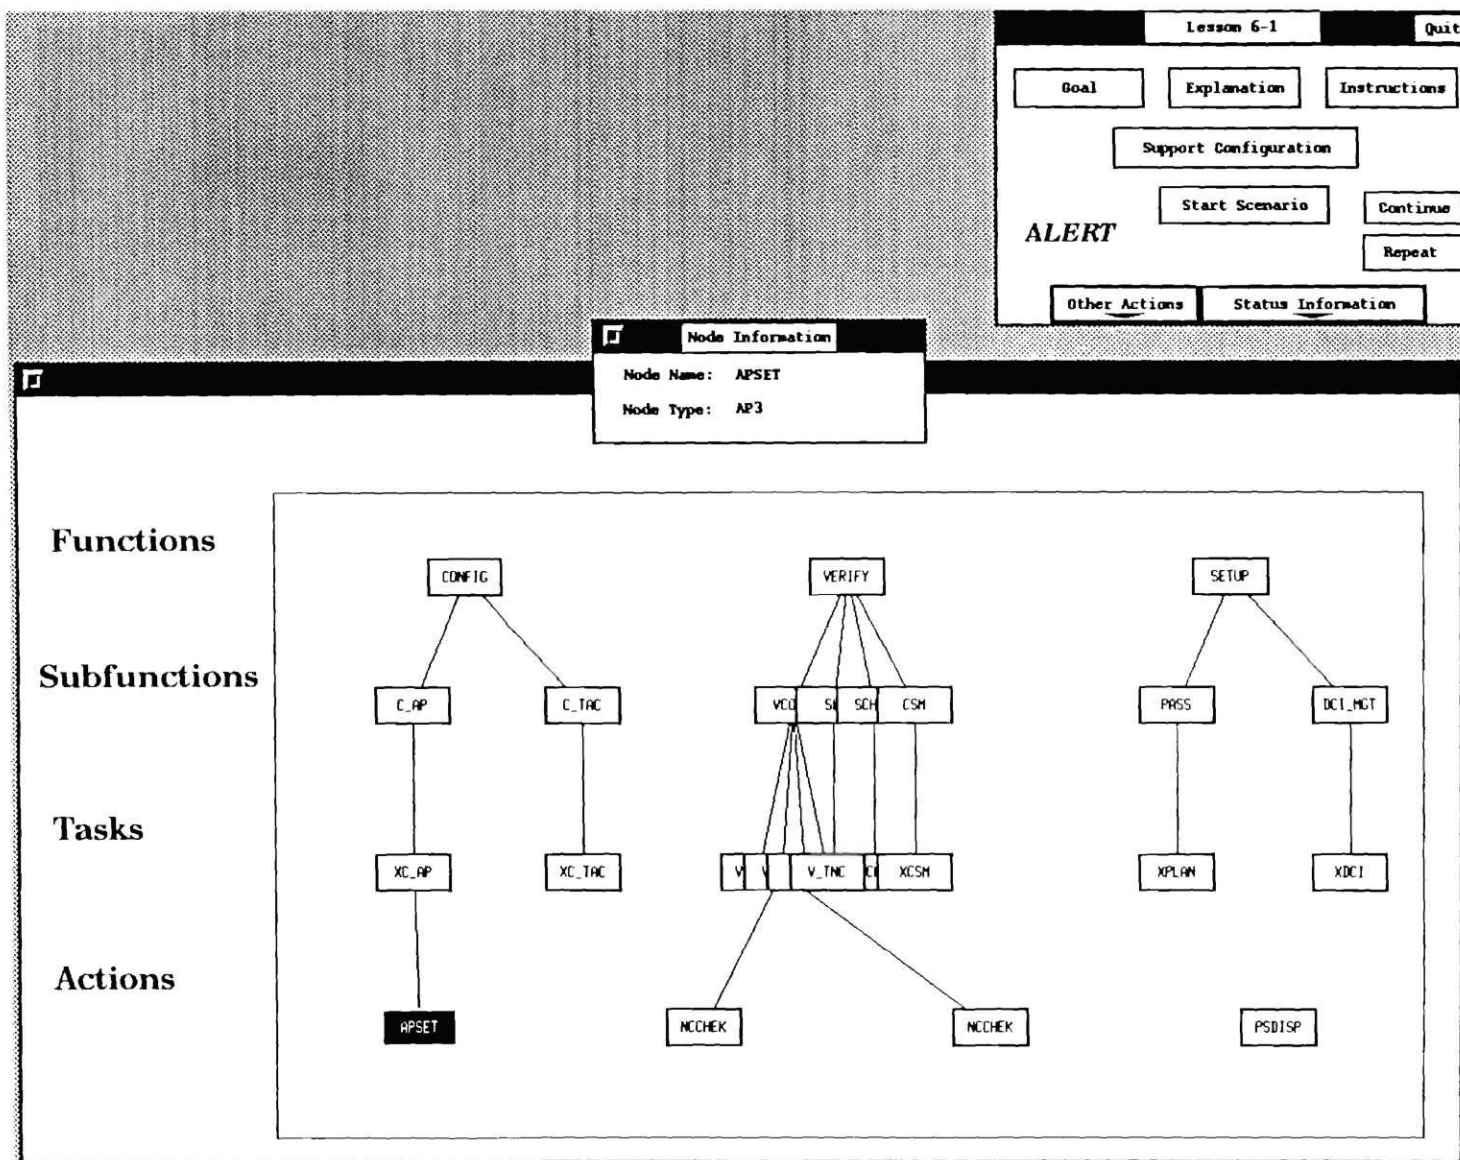 Lesson 6-1
Quit
Goal
Explanation
Instructions
Support Configuration
Start Scenario
Continue
ALERT
Repeat
Other Actions
Status Information
Node Information
Node Name: APSET
Node Type: AP3
Functions
CONFIG
VERIFY
SETUP
Subfunctions
C_AP
C_TAC
SCH
CSM
PASS
DCI_MGT
Tasks
XC_AP
XC_TAC
V_TNC
XCSM
XPLAN
XDCI
Actions
APSET
NCCHEK
NCCHEK
PSDISP